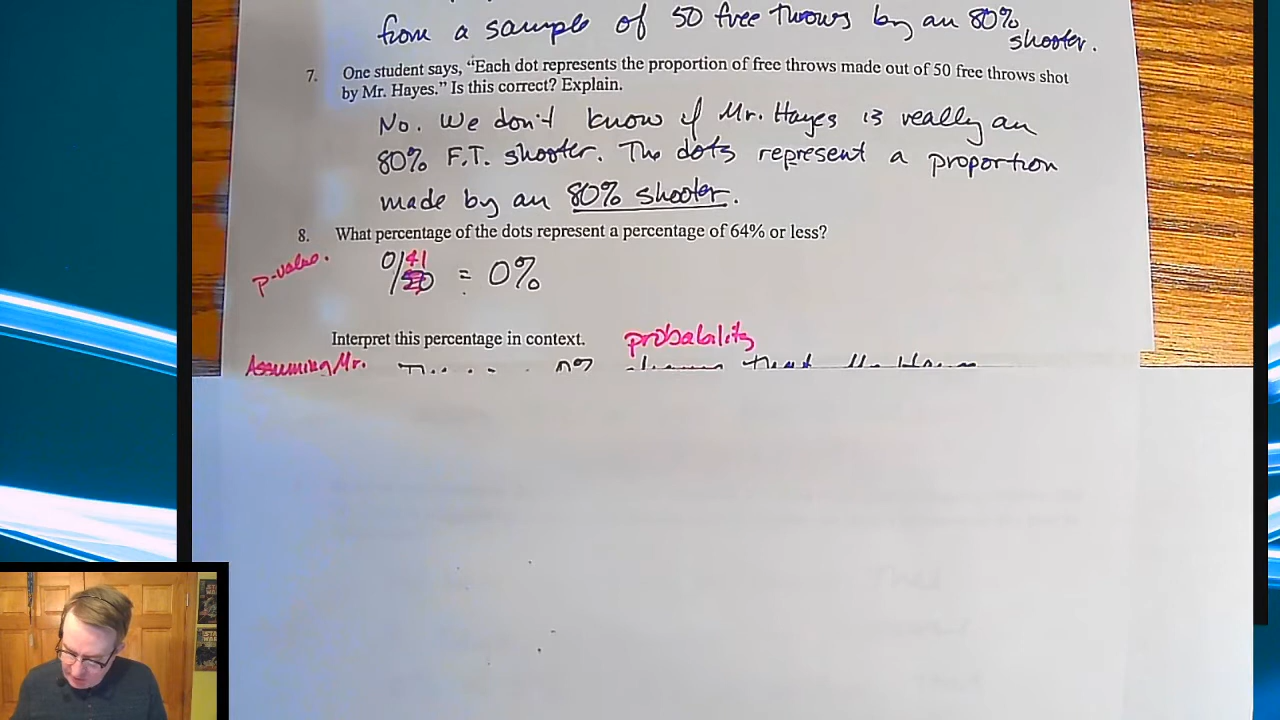 from a sample of 50 free throws by an 80%
shooter.
7. One student says, “Each dot represents the proportion of free throws made out of 50 free throws shot
by Mr. Hayes.” Is this correct? Explain.
No. We don't know if Mr. Hayes is really an
80% F.T. shooter. The dots represent a proportion
made by an 80% shooter.
8. What percentage of the dots represent a percentage of 64% or less?
p-value.
0/41 = 0%
Interpret this percentage in context.
probability
Assuming Mr.